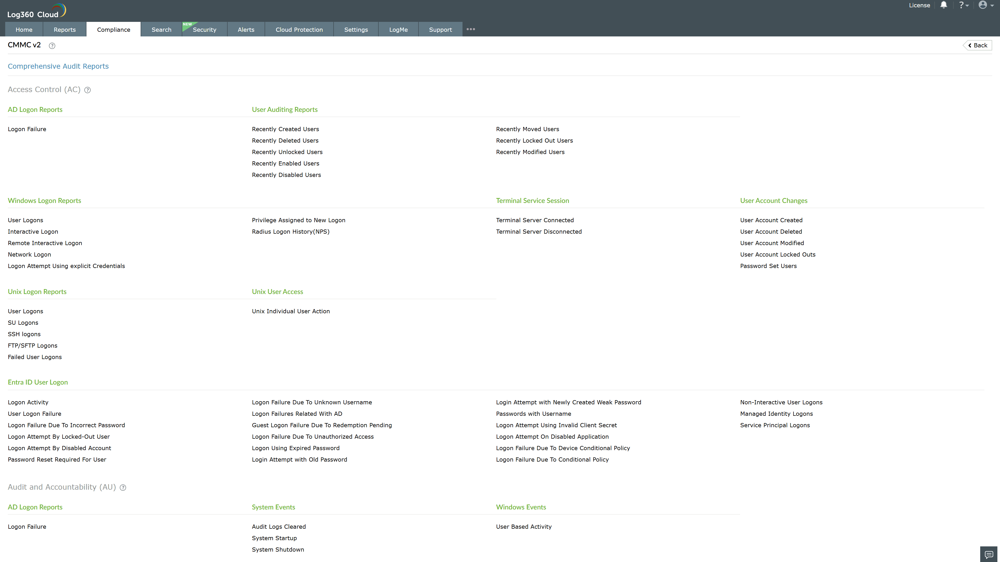 License
?
Log360 Cloud
Home
Reports
Compliance
Search
NEW
Security
Alerts
Cloud Protection
Settings
LogMe
Support
•••
CMMC v2 ?
Back
Comprehensive Audit Reports
Access Control (AC) ?
AD Logon Reports
Logon Failure
User Auditing Reports
Recently Created Users
Recently Deleted Users
Recently Unlocked Users
Recently Enabled Users
Recently Disabled Users
Recently Moved Users
Recently Locked Out Users
Recently Modified Users
Windows Logon Reports
User Logons
Interactive Logon
Remote Interactive Logon
Network Logon
Logon Attempt Using explicit Credentials
Privilege Assigned to New Logon
Radius Logon History(NPS)
Terminal Service Session
Terminal Server Connected
Terminal Server Disconnected
User Account Changes
User Account Created
User Account Deleted
User Account Modified
User Account Locked Outs
Password Set Users
Unix Logon Reports
User Logons
SU Logons
SSH logons
FTP/SFTP Logons
Failed User Logons
Unix User Access
Unix Individual User Action
Entra ID User Logon
Logon Activity
User Logon Failure
Logon Failure Due To Incorrect Password
Logon Attempt By Locked-Out User
Logon Attempt By Disabled Account
Password Reset Required For User
Logon Failure Due To Unknown Username
Logon Failures Related With AD
Guest Logon Failure Due To Redemption Pending
Logon Failure Due To Unauthorized Access
Logon Using Expired Password
Login Attempt with Old Password
Login Attempt with Newly Created Weak Password
Passwords with Username
Logon Attempt Using Invalid Client Secret
Logon Attempt On Disabled Application
Logon Failure Due To Device Conditional Policy
Logon Failure Due To Conditional Policy
Non-Interactive User Logons
Managed Identity Logons
Service Principal Logons
Audit and Accountability (AU) ?
AD Logon Reports
Logon Failure
System Events
Audit Logs Cleared
System Startup
System Shutdown
Windows Events
User Based Activity